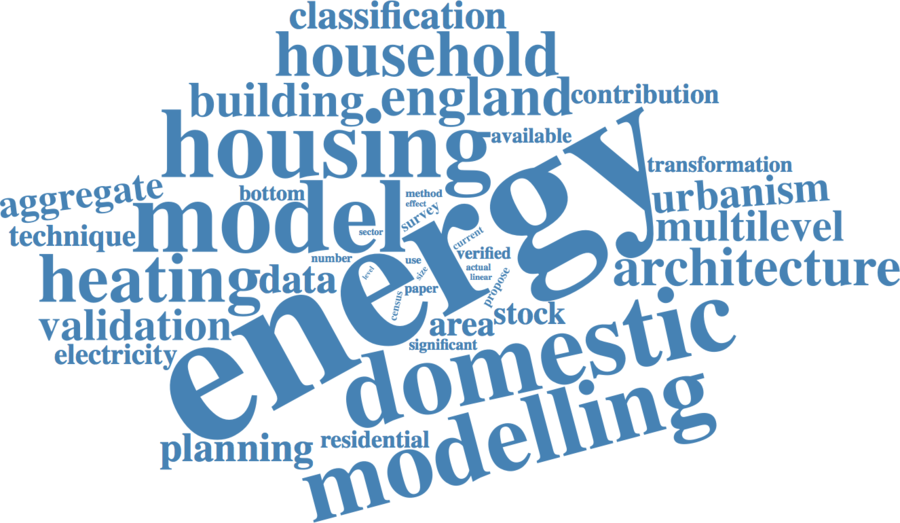 classification
household
building
england
contribution
housing
available
energy
transformation
aggregate
bottom
method
effect
urbanism
model
survey
technique
sector
current
multilevel
number
use
verified
heating
data
level
size
actual
linear
architecture
paper
propose
census
validation
area
stock
electricity
significant
domestic
planning
residential
modelling